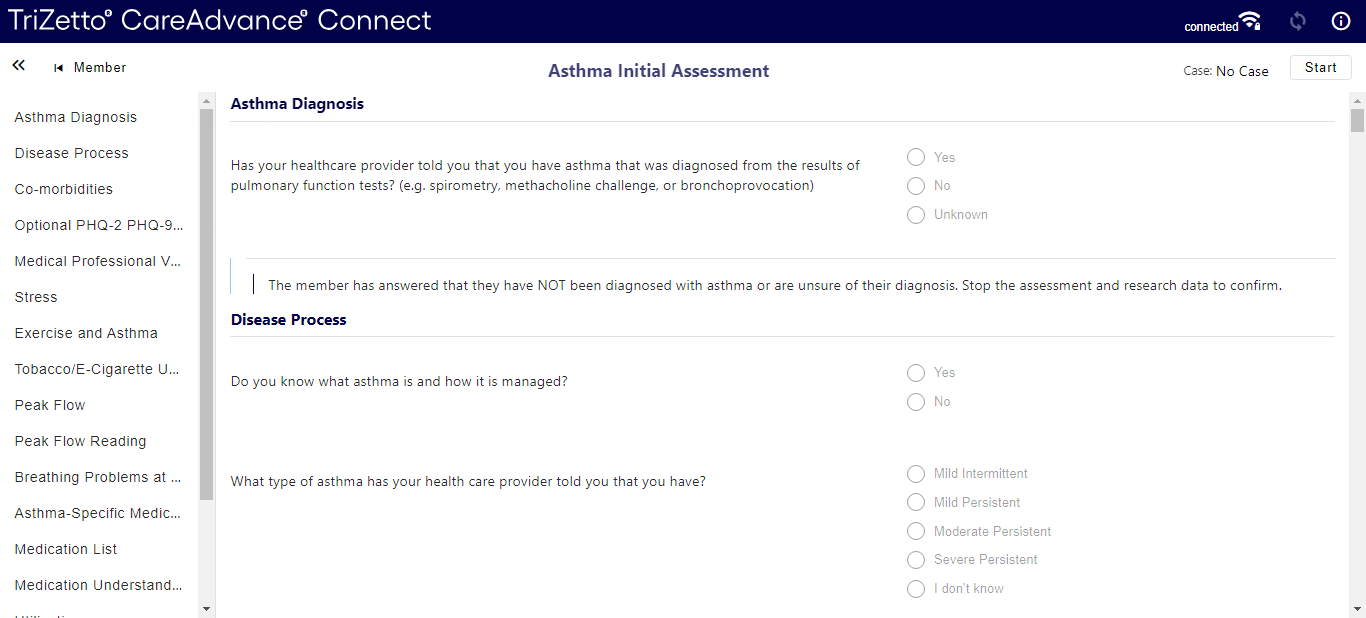 TriZetto® CareAdvance® Connect
connected
Member
Asthma Initial Assessment
Case: No Case
Start
Asthma Diagnosis
Disease Process
Co-morbidities
Optional PHQ-2 PHQ-9...
Medical Professional V...
Stress
Exercise and Asthma
Tobacco/E-Cigarette U...
Peak Flow
Peak Flow Reading
Breathing Problems at ...
Asthma-Specific Medic...
Medication List
Medication Understand...
Asthma Diagnosis
Has your healthcare provider told you that you have asthma that was diagnosed from the results of
pulmonary function tests? (e.g. spirometry, methacholine challenge, or bronchoprovocation)
Yes
No
Unknown
The member has answered that they have NOT been diagnosed with asthma or are unsure of their diagnosis. Stop the assessment and research data to confirm.
Disease Process
Do you know what asthma is and how it is managed?
Yes
No
What type of asthma has your health care provider told you that you have?
Mild Intermittent
Mild Persistent
Moderate Persistent
Severe Persistent
I don't know